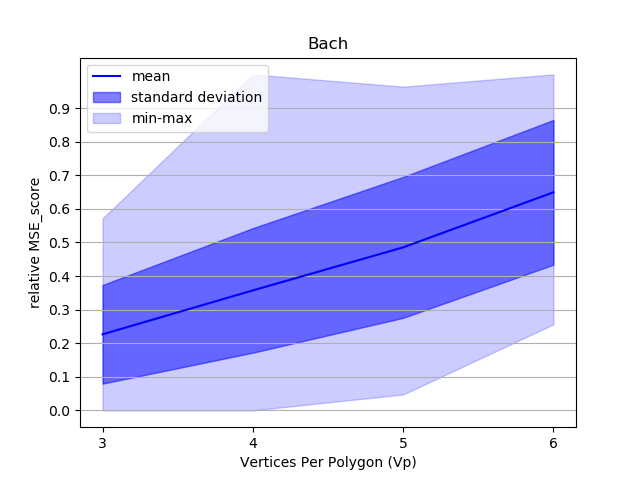 Bach
mean
standard deviation
min-max
relative MSE_score
0.9
0.8
0.7
0.6
0.5
0.4
0.3
0.2
0.1
0.0
3 4 5 6
Vertices Per Polygon (Vp)